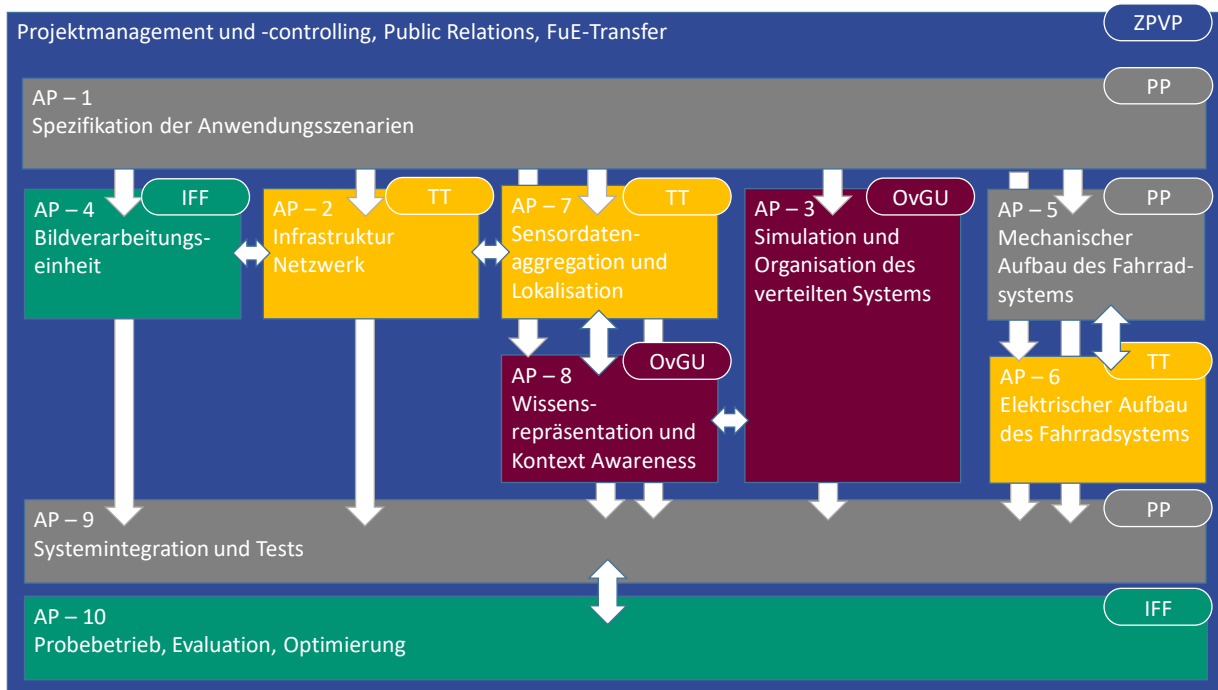 Projektmanagement und -controlling, Public Relations, FuE-Transfer
ZPVP
AP – 1
Spezifikation der Anwendungsszenarien
PP
AP – 4
Bildverarbeitungs-
einheit
IFF
AP – 2
Infrastruktur
Netzwerk
TT
AP – 7
Sensordaten-
aggregation und
Lokalisation
TT
AP – 3
Simulation und
Organisation des
verteilten Systems
OvGU
AP – 5
Mechanischer
Aufbau des Fahrrad-
systems
PP
AP – 8
Wissens-
repräsentation und
Kontext Awareness
OvGU
AP – 6
Elektrischer Aufbau
des Fahrradsystems
TT
AP – 9
Systemintegration und Tests
PP
AP – 10
Probebetrieb, Evaluation, Optimierung
IFF